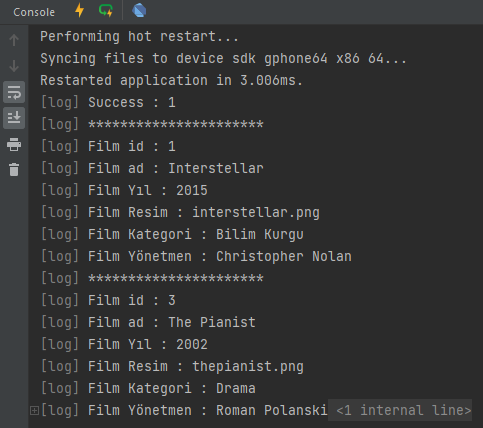 Console
Performing hot restart...
Syncing files to device sdk gphone64 x86 64...
Restarted application in 3.006ms.
[log] Success : 1
[log] **********************
[log] Film id : 1
[log] Film ad : Interstellar
[log] Film Yıl : 2015
[log] Film Resim : interstellar.png
[log] Film Kategori : Bilim Kurgu
[log] Film Yönetmen : Christopher Nolan
[log] **********************
[log] Film id : 3
[log] Film ad : The Pianist
[log] Film Yıl : 2002
[log] Film Resim : thepianist.png
[log] Film Kategori : Drama
[log] Film Yönetmen : Roman Polanski <1 internal line>